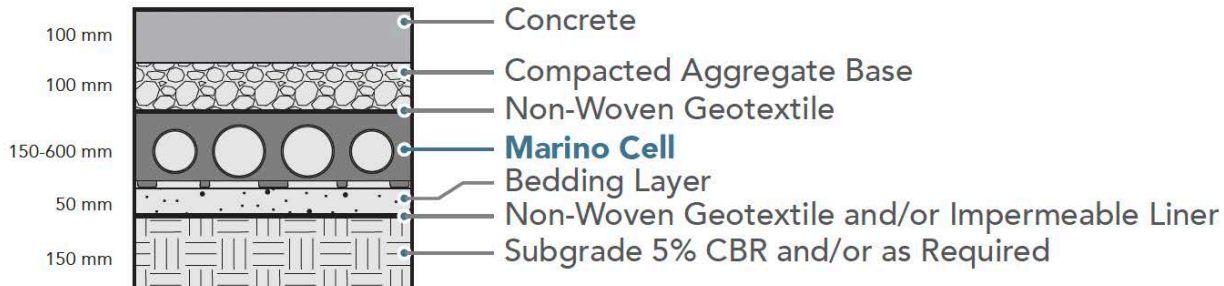 100 mm
Concrete
100 mm
Compacted Aggregate Base
Non-Woven Geotextile
150-600 mm
Marino Cell
Bedding Layer
50 mm
Non-Woven Geotextile and/or Impermeable Liner
150 mm
Subgrade 5% CBR and/or as Required